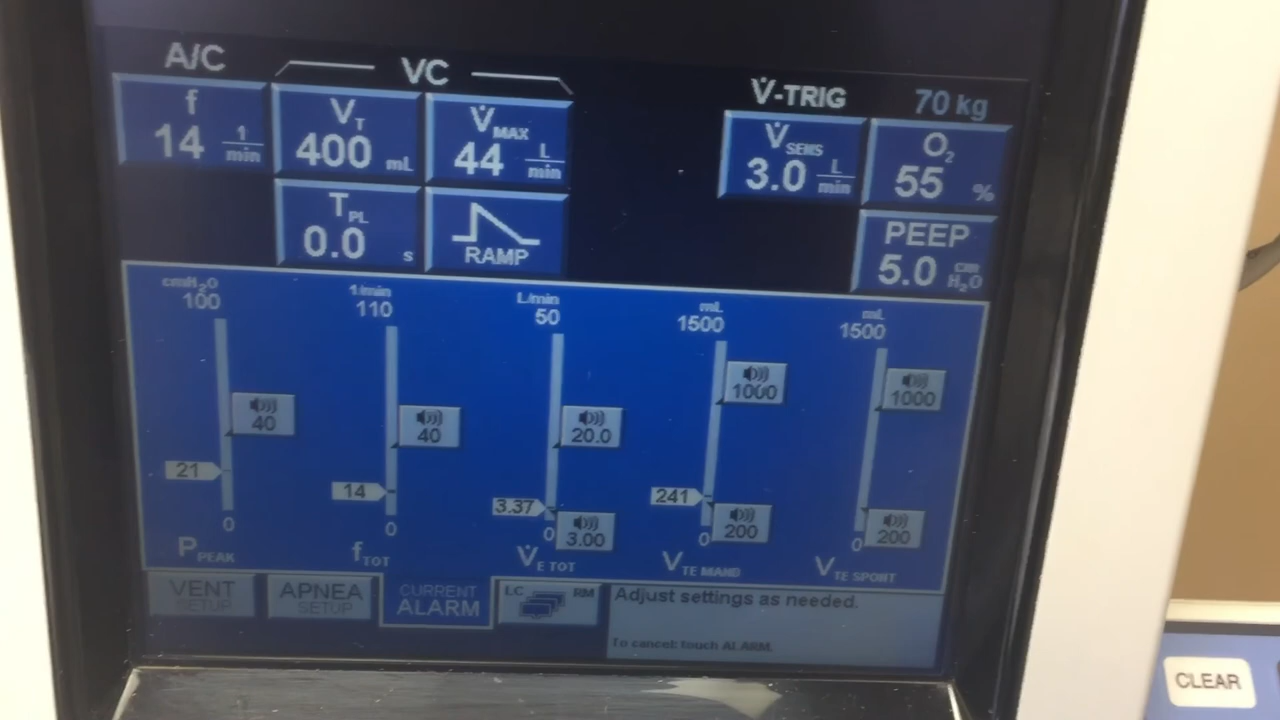 A/C
VC
V̇-TRIG
70 kg
f
14 1/min
VT
400 mL
V̇MAX
44 L/min
V̇SENS
3.0 L/min
O2
55 %
TPL
0.0 s
RAMP
PEEP
5.0 cmH2O
cmH2O
100
1/min
110
L/min
50
mL
1500
mL
1500
40
40
20.0
1000
1000
21
14
3.37
241
0
0
0
3.00
0
200
0
200
PPEAK
fTOT
V̇E TOT
VTE MAND
VTE SPONT
VENT
SETUP
APNEA
SETUP
CURRENT
ALARM
LC
RM
Adjust settings as needed.
To cancel: touch ALARM.
CLEAR